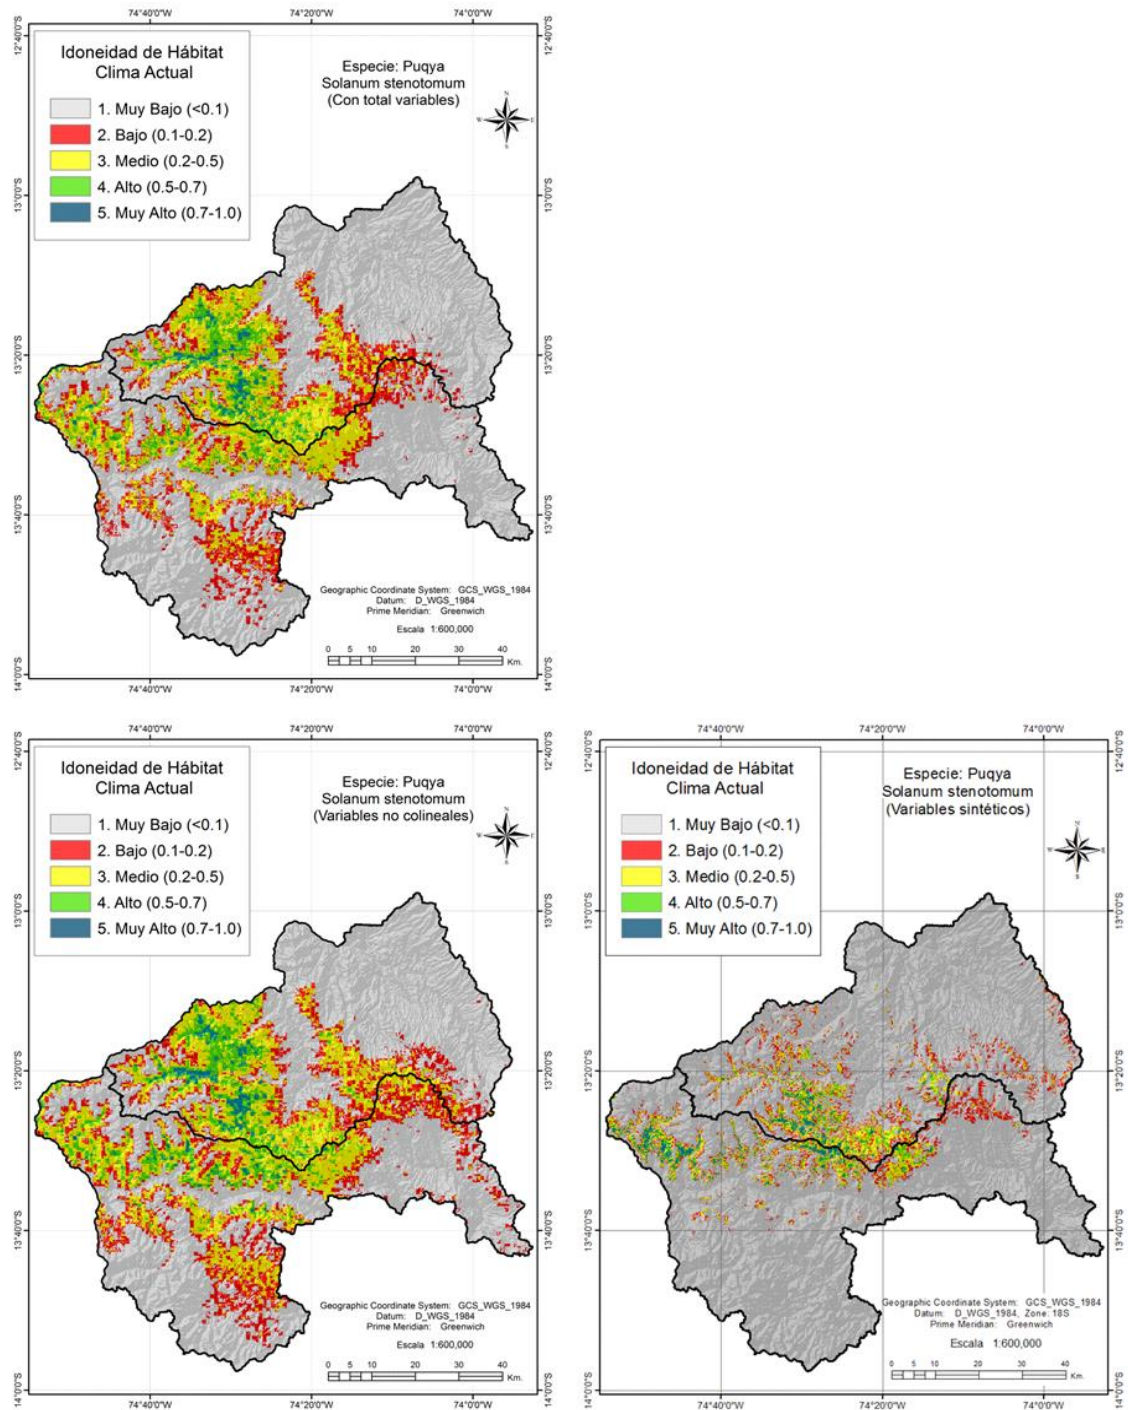 74°40'0"W 74°20'0"W 74°0'0"W
12°40'0"S 12°40'0"S
Idoneidad de Hábitat
Clima Actual
1. Muy Bajo (<0.1)
2. Bajo (0.1-0.2)
3. Medio (0.2-0.5)
4. Alto (0.5-0.7)
5. Muy Alto (0.7-1.0)
Especie: Puqya
Solanum stenotomum
(Con total variables)
N
W E
S
13°0'0"S 13°0'0"S
13°20'0"S 13°20'0"S
13°40'0"S 13°40'0"S
Geographic Coordinate System: GCS_WGS_1984
Datum: D_WGS_1984
Prime Meridian: Greenwich
Escala 1:600,000
0 5 10 20 30 40
Km.
14°0'0"S 14°0'0"S
74°40'0"W 74°20'0"W 74°0'0"W
74°40'0"W 74°20'0"W 74°0'0"W
12°40'0"S 12°40'0"S
Idoneidad de Hábitat
Clima Actual
1. Muy Bajo (<0.1)
2. Bajo (0.1-0.2)
3. Medio (0.2-0.5)
4. Alto (0.5-0.7)
5. Muy Alto (0.7-1.0)
Especie: Puqya
Solanum stenotomum
(Variables no colineales)
N
W E
S
13°0'0"S 13°0'0"S
13°20'0"S 13°20'0"S
13°40'0"S 13°40'0"S
Geographic Coordinate System: GCS_WGS_1984
Datum: D_WGS_1984
Prime Meridian: Greenwich
Escala 1:600,000
0 5 10 20 30 40
Km.
14°0'0"S 14°0'0"S
74°40'0"W 74°20'0"W 74°0'0"W
74°40'0"W 74°20'0"W 74°0'0"W
12°40'0"S 12°40'0"S
Idoneidad de Hábitat
Clima Actual
1. Muy Bajo (<0.1)
2. Bajo (0.1-0.2)
3. Medio (0.2-0.5)
4. Alto (0.5-0.7)
5. Muy Alto (0.7-1.0)
Especie: Puqya
Solanum stenotomum
(Variables sintéticos)
N
W E
S
13°0'0"S 13°0'0"S
13°20'0"S 13°20'0"S
13°40'0"S 13°40'0"S
Geographic Coordinate System: GCS_WGS_1984
Datum: D_WGS_1984, Zone: 18S
Prime Meridian: Greenwich
Escala 1:600,000
0 5 10 20 30 40
Km.
14°0'0"S 14°0'0"S
74°40'0"W 74°20'0"W 74°0'0"W